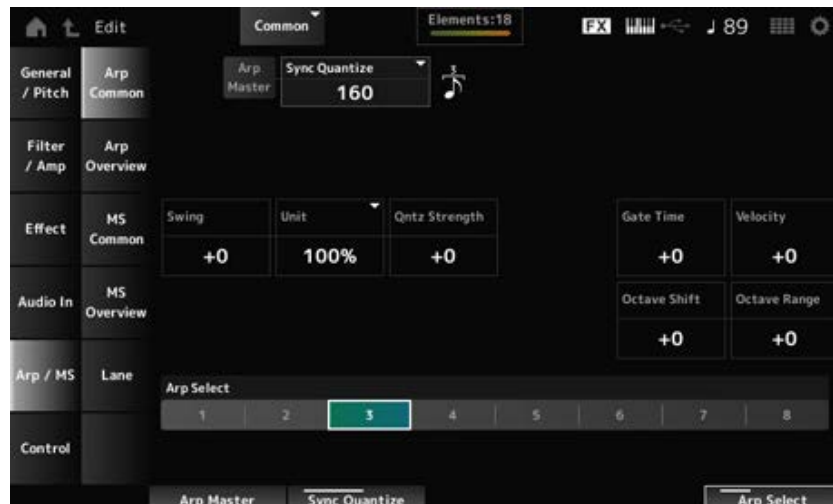 Edit
Common
Elements:18
FX
89
General / Pitch
Arp Common
Arp Master
Sync Quantize
160
3
Filter / Amp
Arp Overview
Effect
MS Common
Swing
+0
Unit
100%
Qntz Strength
+0
Gate Time
+0
Velocity
+0
Audio In
MS Overview
Octave Shift
+0
Octave Range
+0
Arp / MS
Lane
Arp Select
1 2 3 4 5 6 7 8
Control
Arp Master
Sync Quantize
Arp Select